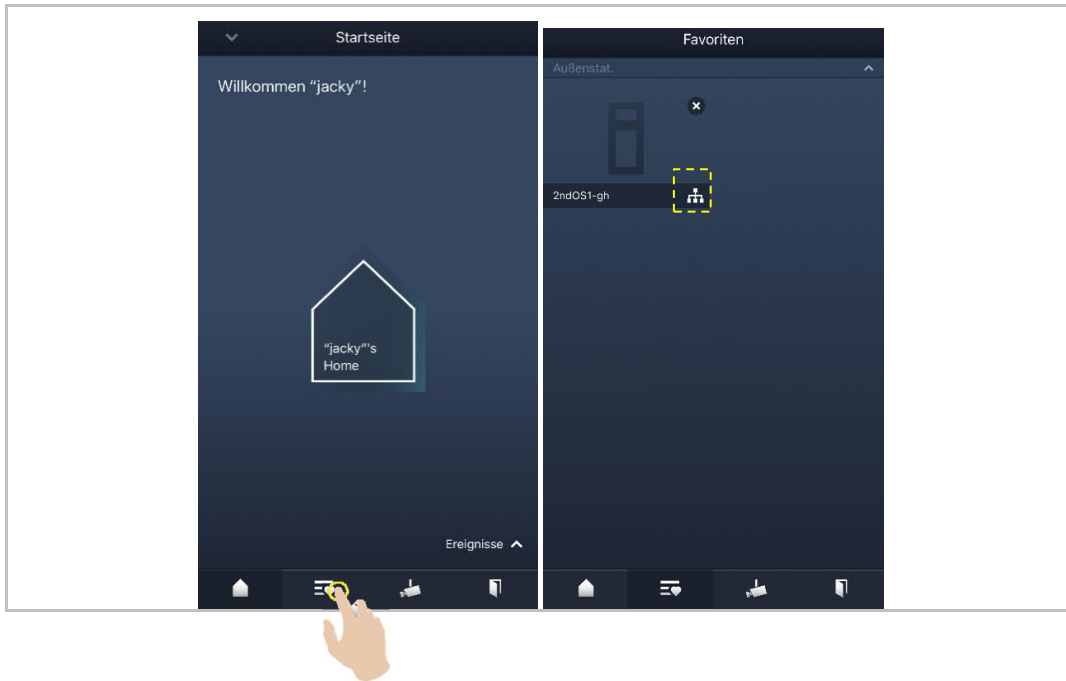 Startseite
Willkommen “jacky”!
“jacky”'s
Home
Ereignisse
Favoriten
Außenstat.
2ndOS1-gh